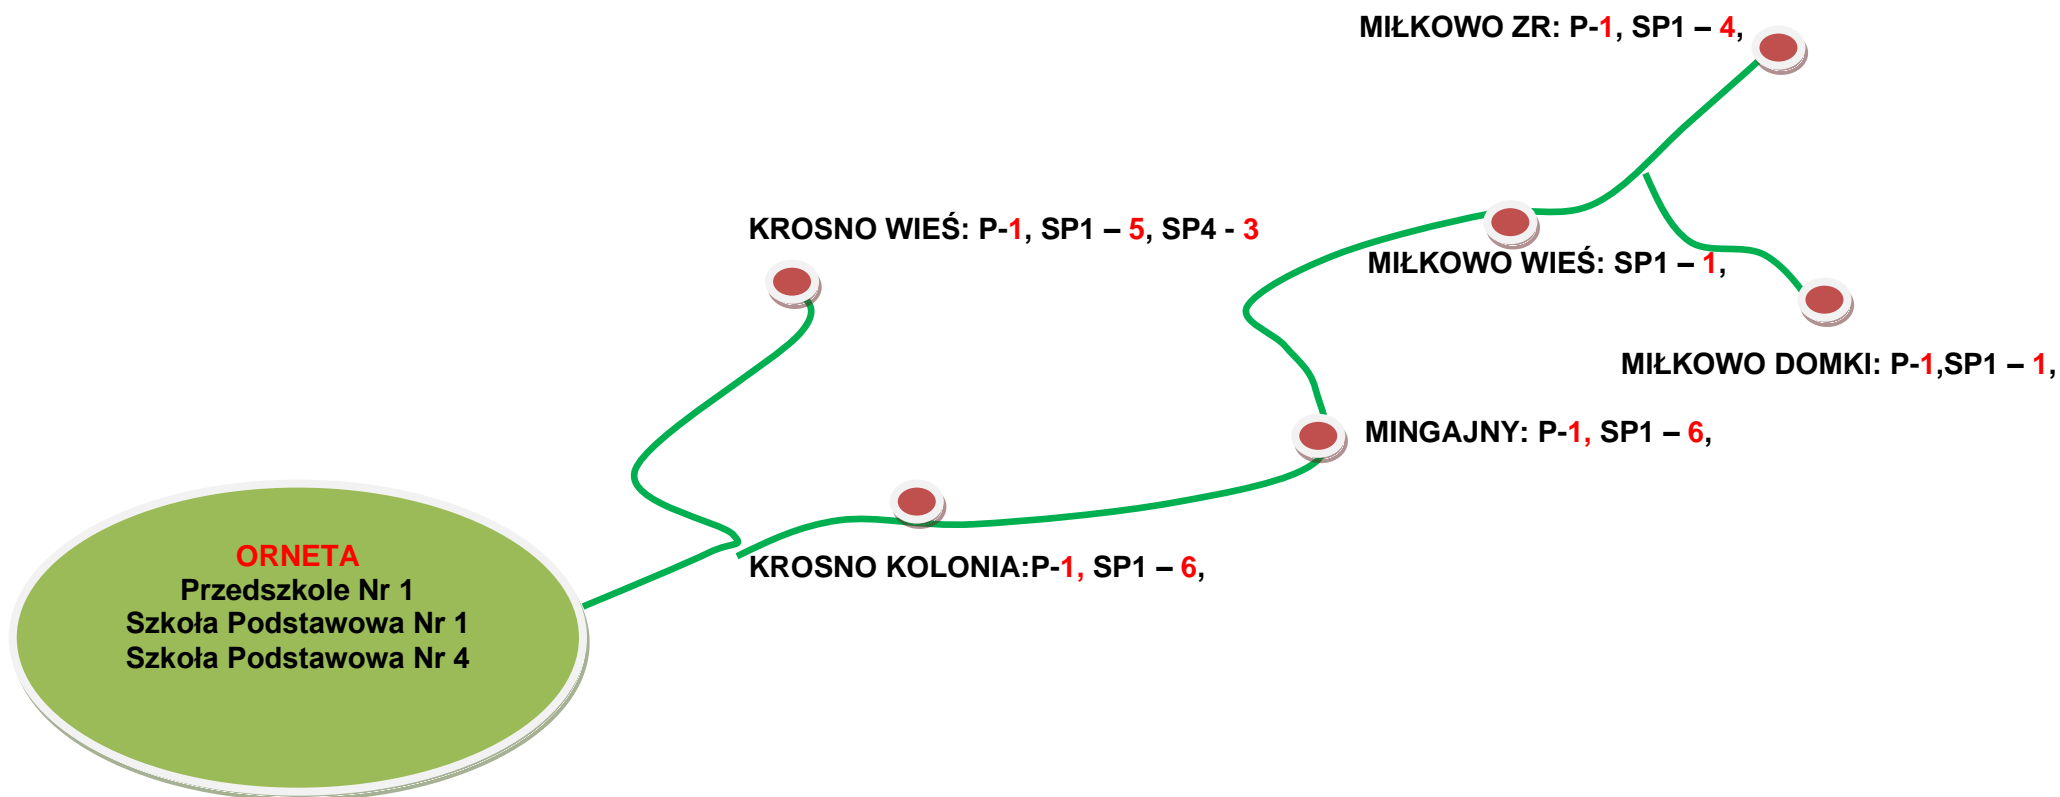 MIŁKOWO ZR: P-1, SP1 – 4,
KROSNO WIEŚ: P-1, SP1 – 5, SP4 - 3
MIŁKOWO WIEŚ: SP1 – 1,
MIŁKOWO DOMKI: P-1,SP1 – 1,
MINGAJNY: P-1, SP1 – 6,
KROSNO KOLONIA:P-1, SP1 – 6,
ORNETA
Przedszkole Nr 1
Szkoła Podstawowa Nr 1
Szkoła Podstawowa Nr 4